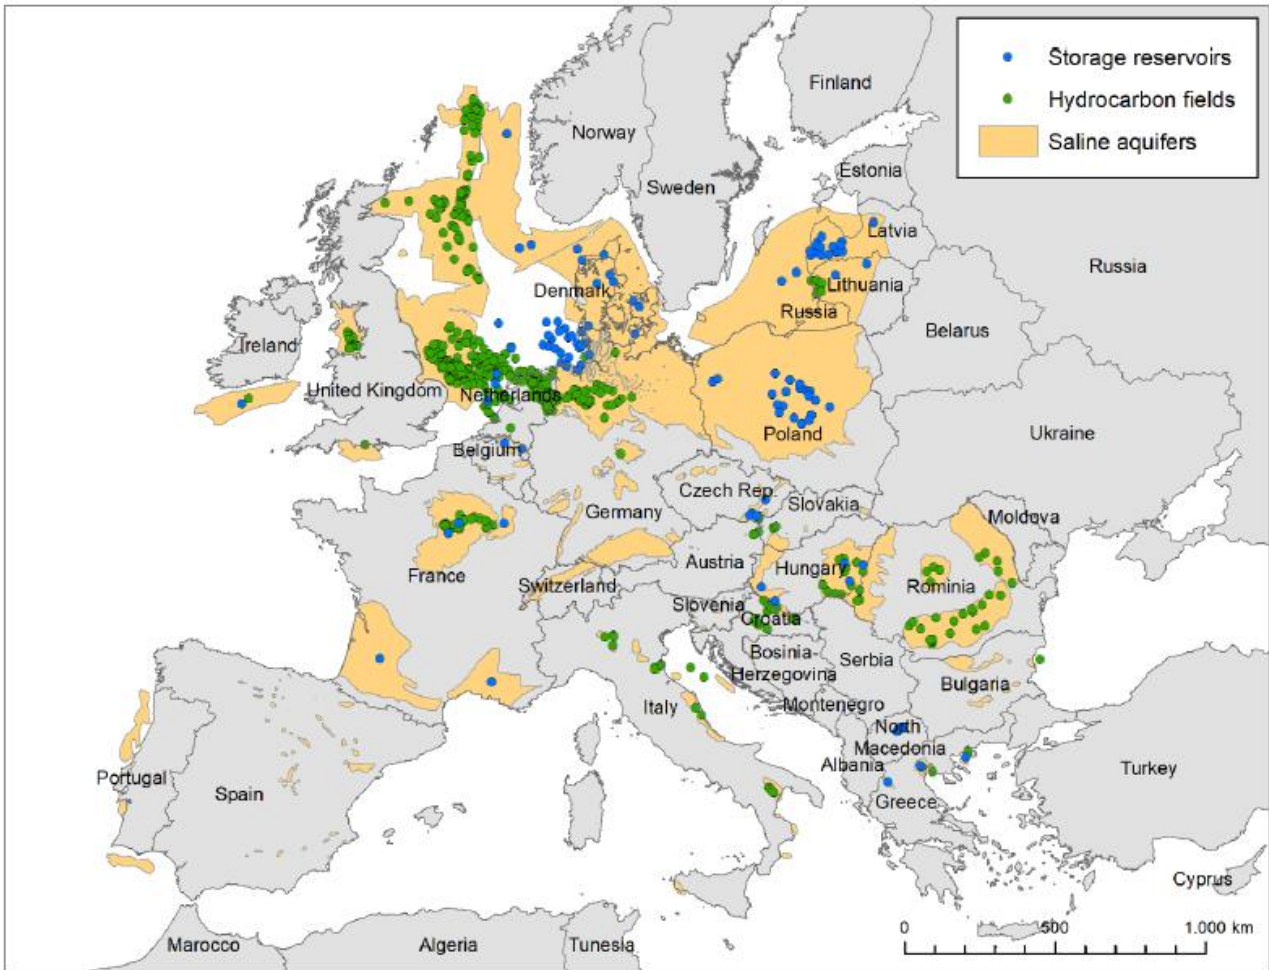 Storage reservoirs
Hydrocarbon fields
Saline aquifers
Finland
Norway
Sweden
Estonia
Latvia
Russia
Lithuania
Denmark
Russia
Belarus
Ireland
United Kingdom
Netherlands
Poland
Ukraine
Belgium
Czech Rep.
Slovakia
Germany
Moldova
Austria
Hungary
Rominia
France
Switzerland
Slovenia
Croatia
Bosinia-
Herzegovina
Serbia
Bulgaria
Italy
Montenegro
North
Macedonia
Albania
Portugal
Spain
Greece
Turkey
Cyprus
Marocco
Algeria
Tunesia
0 500 1.000 km